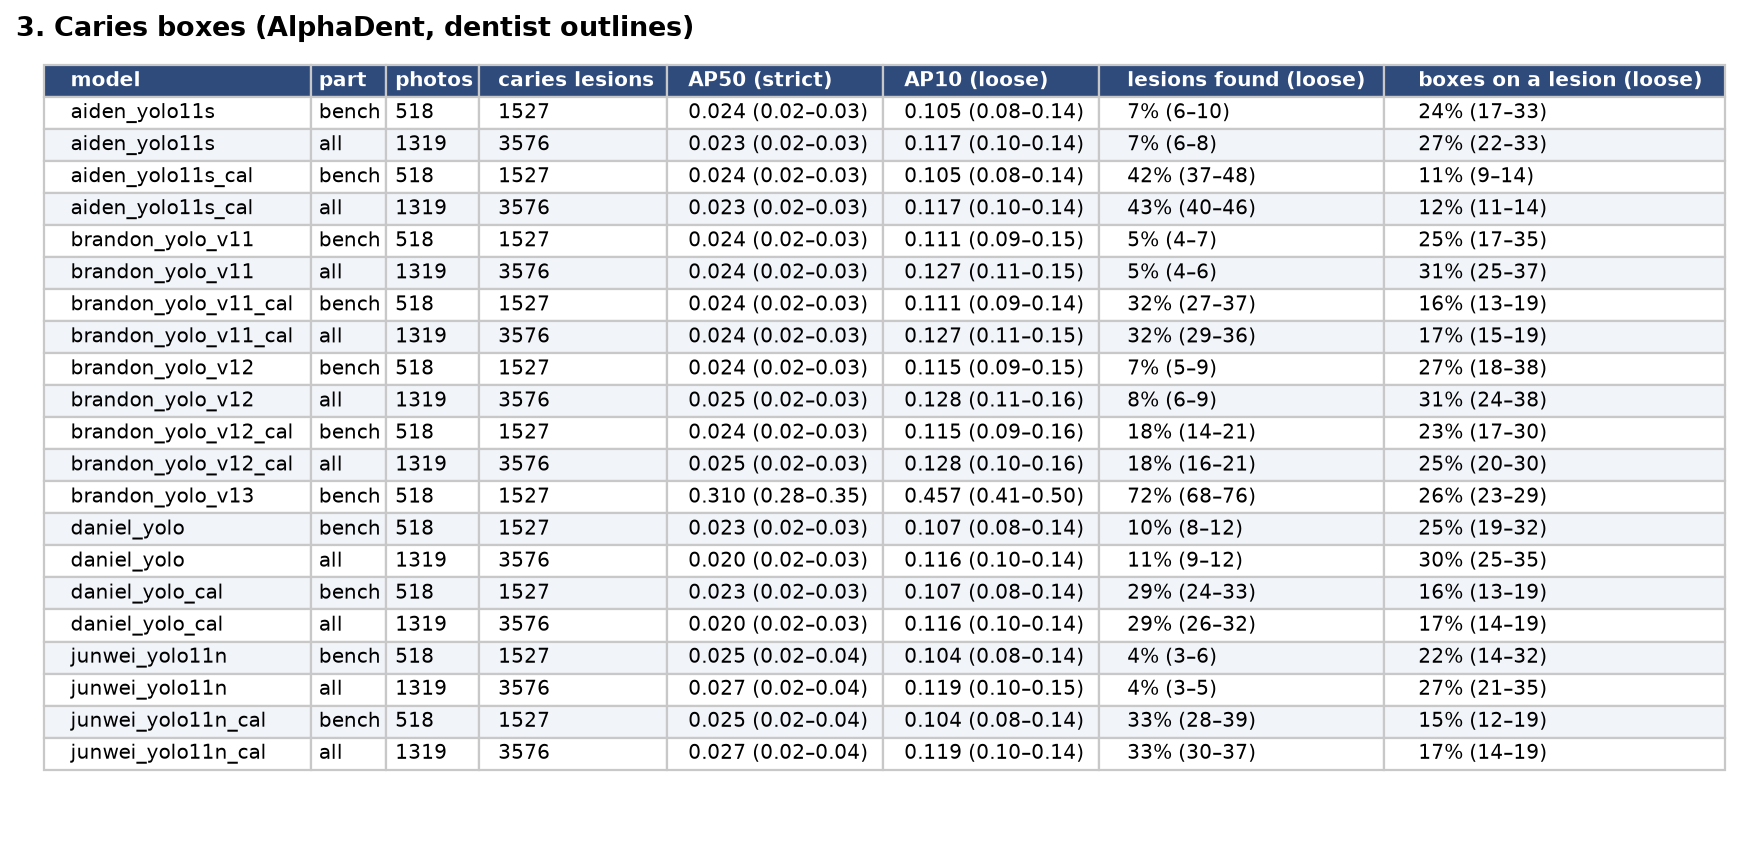 3. Caries boxes (AlphaDent, dentist outlines)
model part photos caries lesions AP50 (strict) AP10 (loose) lesions found (loose) boxes on a lesion (loose)
aiden_yolo11s bench 518 1527 0.024 (0.02–0.03) 0.105 (0.08–0.14) 7% (6–10) 24% (17–33)
aiden_yolo11s all 1319 3576 0.023 (0.02–0.03) 0.117 (0.10–0.14) 7% (6–8) 27% (22–33)
aiden_yolo11s_cal bench 518 1527 0.024 (0.02–0.03) 0.105 (0.08–0.14) 42% (37–48) 11% (9–14)
aiden_yolo11s_cal all 1319 3576 0.023 (0.02–0.03) 0.117 (0.10–0.14) 43% (40–46) 12% (11–14)
brandon_yolo_v11 bench 518 1527 0.024 (0.02–0.03) 0.111 (0.09–0.15) 5% (4–7) 25% (17–35)
brandon_yolo_v11 all 1319 3576 0.024 (0.02–0.03) 0.127 (0.11–0.15) 5% (4–6) 31% (25–37)
brandon_yolo_v11_cal bench 518 1527 0.024 (0.02–0.03) 0.111 (0.09–0.14) 32% (27–37) 16% (13–19)
brandon_yolo_v11_cal all 1319 3576 0.024 (0.02–0.03) 0.127 (0.11–0.15) 32% (29–36) 17% (15–19)
brandon_yolo_v12 bench 518 1527 0.024 (0.02–0.03) 0.115 (0.09–0.15) 7% (5–9) 27% (18–38)
brandon_yolo_v12 all 1319 3576 0.025 (0.02–0.03) 0.128 (0.11–0.16) 8% (6–9) 31% (24–38)
brandon_yolo_v12_cal bench 518 1527 0.024 (0.02–0.03) 0.115 (0.09–0.16) 18% (14–21) 23% (17–30)
brandon_yolo_v12_cal all 1319 3576 0.025 (0.02–0.03) 0.128 (0.10–0.16) 18% (16–21) 25% (20–30)
brandon_yolo_v13 bench 518 1527 0.310 (0.28–0.35) 0.457 (0.41–0.50) 72% (68–76) 26% (23–29)
daniel_yolo bench 518 1527 0.023 (0.02–0.03) 0.107 (0.08–0.14) 10% (8–12) 25% (19–32)
daniel_yolo all 1319 3576 0.020 (0.02–0.03) 0.116 (0.10–0.14) 11% (9–12) 30% (25–35)
daniel_yolo_cal bench 518 1527 0.023 (0.02–0.03) 0.107 (0.08–0.14) 29% (24–33) 16% (13–19)
daniel_yolo_cal all 1319 3576 0.020 (0.02–0.03) 0.116 (0.10–0.14) 29% (26–32) 17% (14–19)
junwei_yolo11n bench 518 1527 0.025 (0.02–0.04) 0.104 (0.08–0.14) 4% (3–6) 22% (14–32)
junwei_yolo11n all 1319 3576 0.027 (0.02–0.04) 0.119 (0.10–0.15) 4% (3–5) 27% (21–35)
junwei_yolo11n_cal bench 518 1527 0.025 (0.02–0.04) 0.104 (0.08–0.14) 33% (28–39) 15% (12–19)
junwei_yolo11n_cal all 1319 3576 0.027 (0.02–0.04) 0.119 (0.10–0.14) 33% (30–37) 17% (14–19)